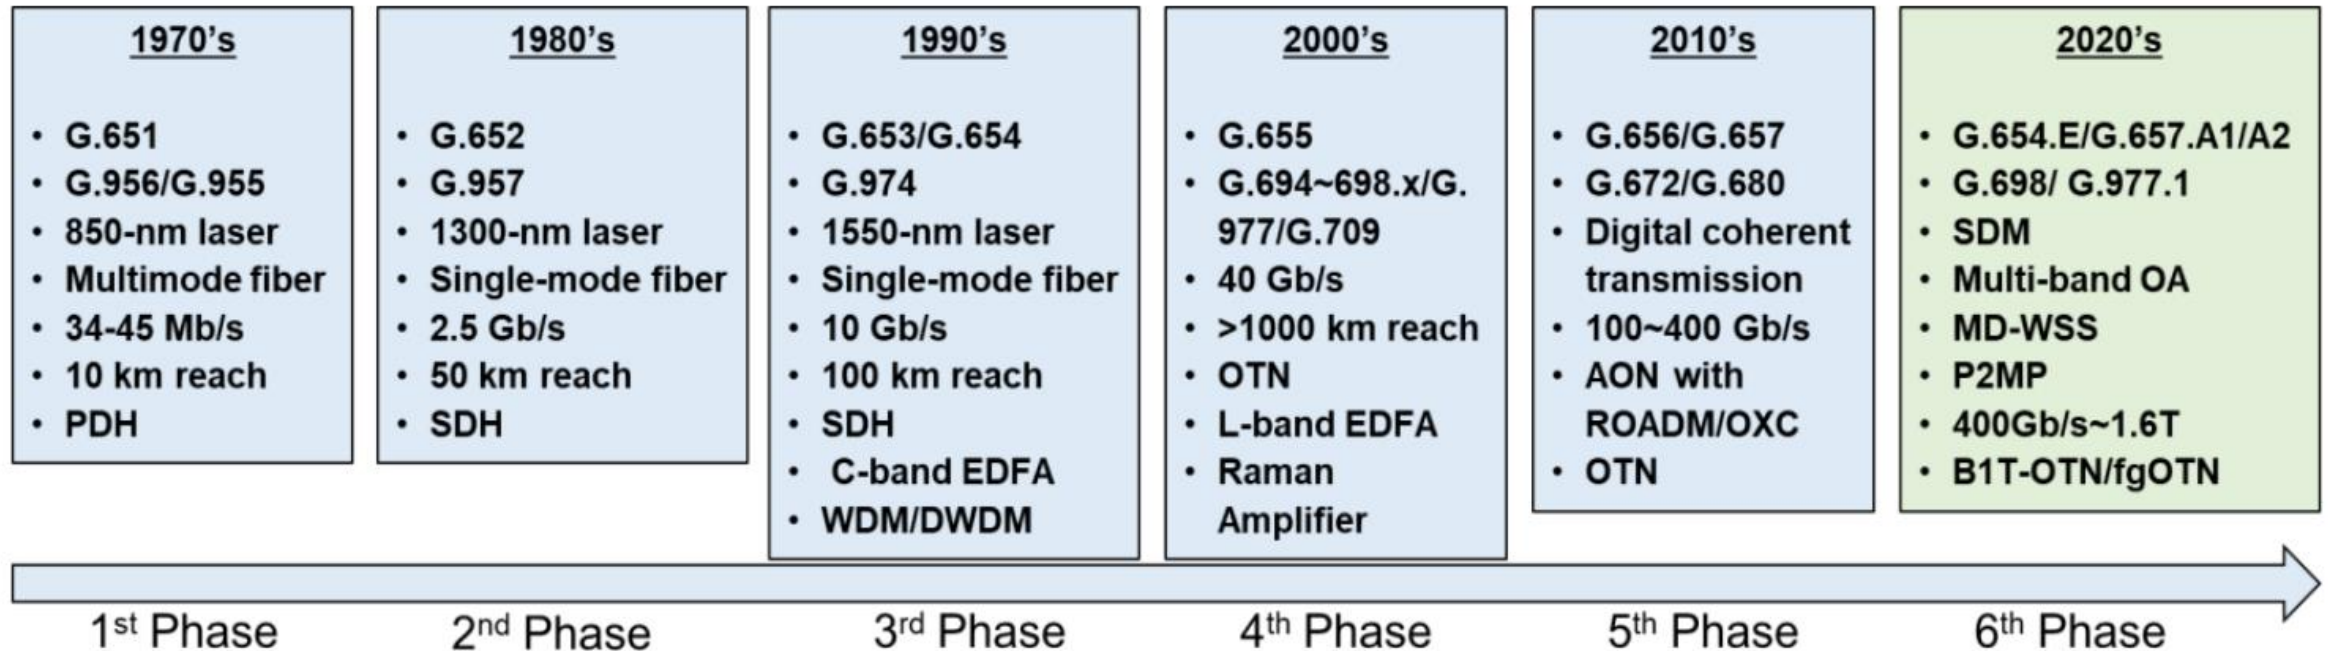 1970's
• G.651
• G.956/G.955
• 850-nm laser
• Multimode fiber
• 34-45 Mb/s
• 10 km reach
• PDH
1980's
• G.652
• G.957
• 1300-nm laser
• Single-mode fiber
• 2.5 Gb/s
• 50 km reach
• SDH
1990's
• G.653/G.654
• G.974
• 1550-nm laser
• Single-mode fiber
• 10 Gb/s
• 100 km reach
• SDH
• C-band EDFA
• WDM/DWDM
2000's
• G.655
• G.694~698.x/G.
977/G.709
• 40 Gb/s
• >1000 km reach
• OTN
• L-band EDFA
• Raman
Amplifier
2010's
• G.656/G.657
• G.672/G.680
• Digital coherent
transmission
• 100~400 Gb/s
• AON with
ROADM/OXC
• OTN
2020's
• G.654.E/G.657.A1/A2
• G.698/ G.977.1
• SDM
• Multi-band OA
• MD-WSS
• P2MP
• 400Gb/s~1.6T
• B1T-OTN/fgOTN
1st Phase
2nd Phase
3rd Phase
4th Phase
5th Phase
6th Phase